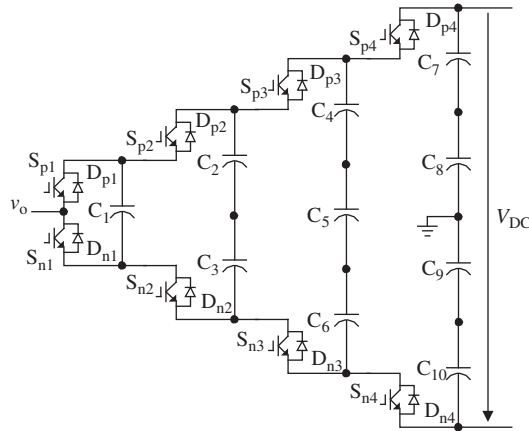 S_p4
D_p4
C_7
S_p3
D_p3
C_4
S_p2
D_p2
C_2
C_8
S_p1
D_p1
v_o
C_1
C_5
V_DC
S_n1
D_n1
C_3
C_9
S_n2
D_n2
C_6
S_n3
D_n3
C_10
S_n4
D_n4